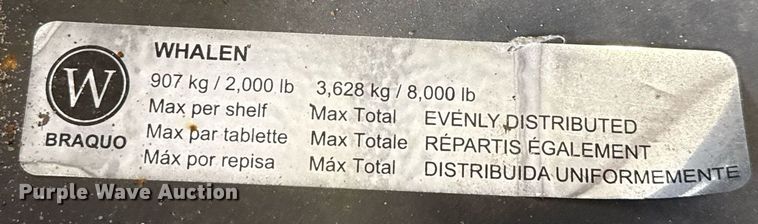 WHALEN
W
BRAQUO
907 kg / 2,000 lb 3,628 kg / 8,000 lb
Max per shelf Max Total EVENLY DISTRIBUTED
Max par tablette Max Totale RÉPARTIS ÉGALEMENT
Máx por repisa Máx Total DISTRIBUIDA UNIFORMEMENTE
Purple Wave Auction